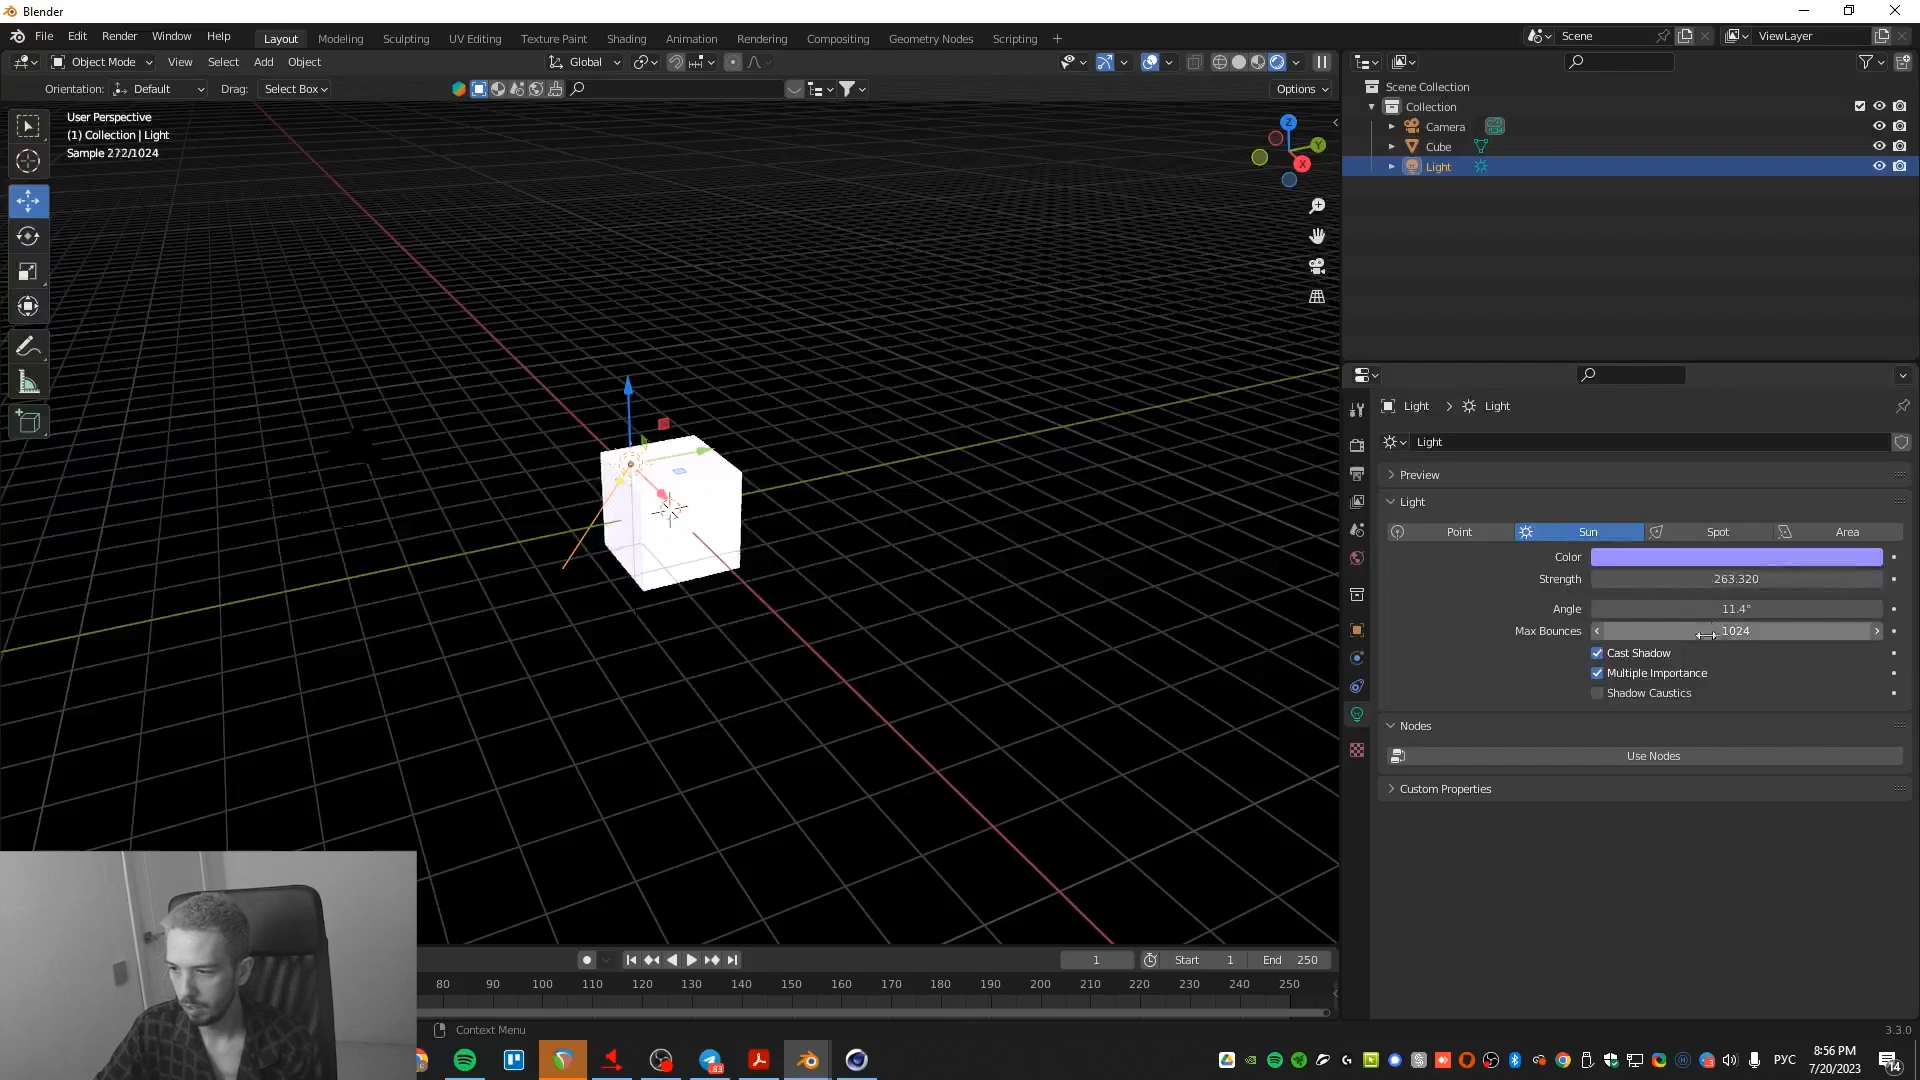 Blender
File Edit Render Window Help
Layout Modeling Sculpting UV Editing Texture Paint Shading Animation Rendering Compositing Geometry Nodes Scripting
Scene
ViewLayer
Object Mode View Select Add Object
Global
Orientation: Default Drag: Select Box
Options
User Perspective
(1) Collection | Light
Sample 272/1024
Z
Y
X
Scene Collection
Collection
Camera
Cube
Light
Light > Light
Light
Preview
Light
Point Sun Spot Area
Color
Strength 263.320
Angle 11.4°
Max Bounces 1024
Cast Shadow
Multiple Importance
Shadow Caustics
Nodes
Use Nodes
Custom Properties
1 Start 1 End 250
80 90 100 110 120 130 140 150 160 170 180 190 200 210 220 230 240 250
Context Menu
3.3.0
83
РУС
8:56 PM
7/20/2023
14